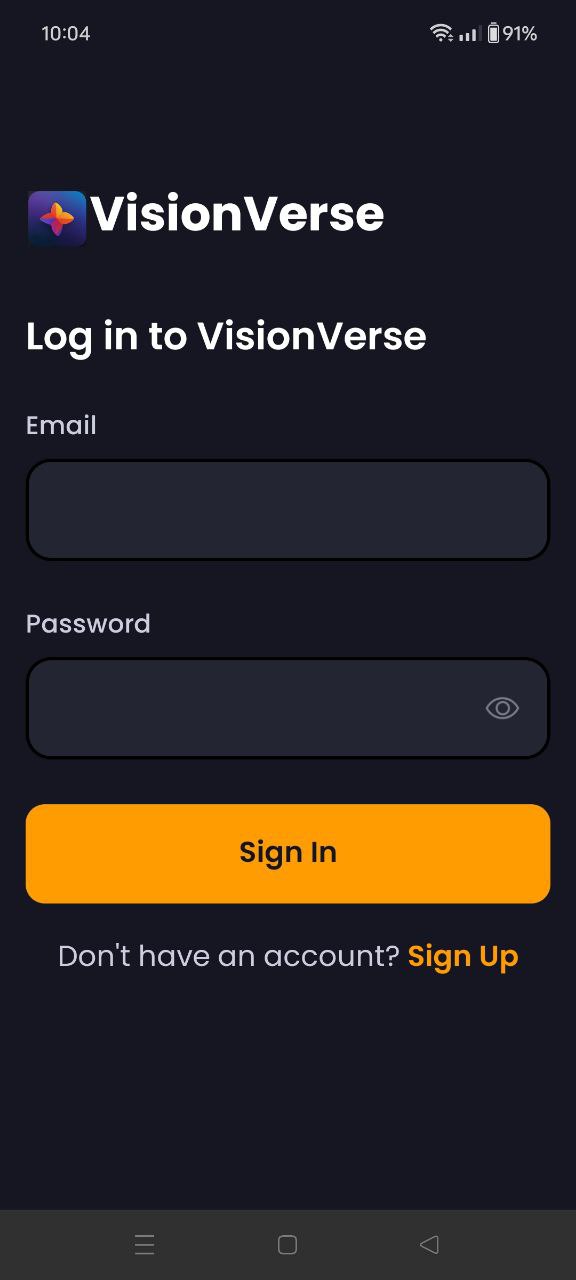 10:04 91%
VisionVerse
Log in to VisionVerse
Email
Password
Sign In
Don't have an account? Sign Up